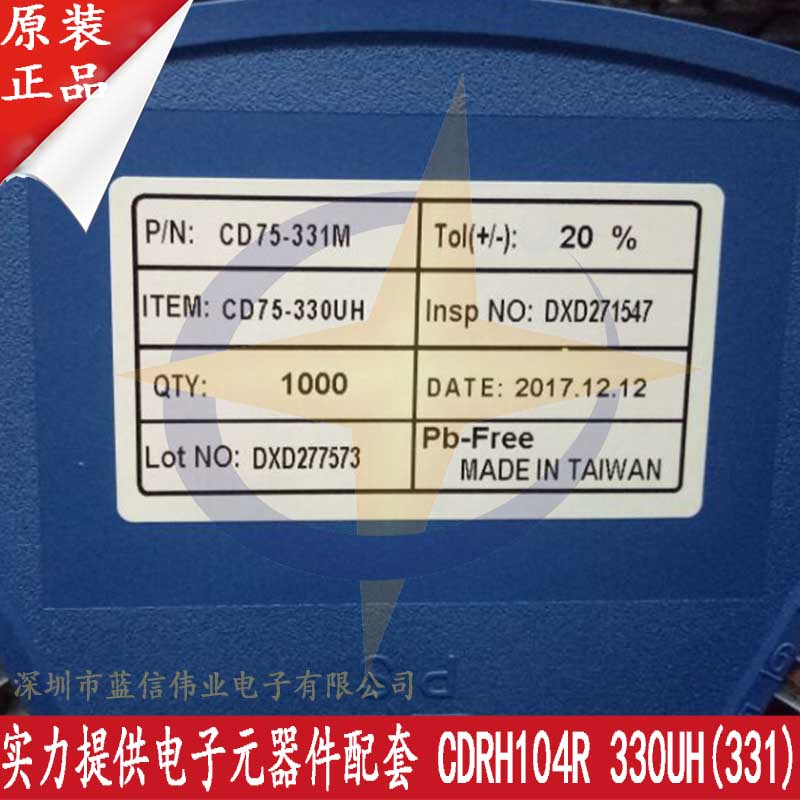 原装
正品
P/N: CD75-331M
Tol(+/-): 20 %
ITEM: CD75-330UH
Insp NO: DXD271547
QTY: 1000
DATE: 2017.12.12
Lot NO: DXD277573
Pb-Free
MADE IN TAIWAN
深圳市蓝信伟业电子有限公司
实力提供电子元器件配套 CDRH104R 330UH(331)